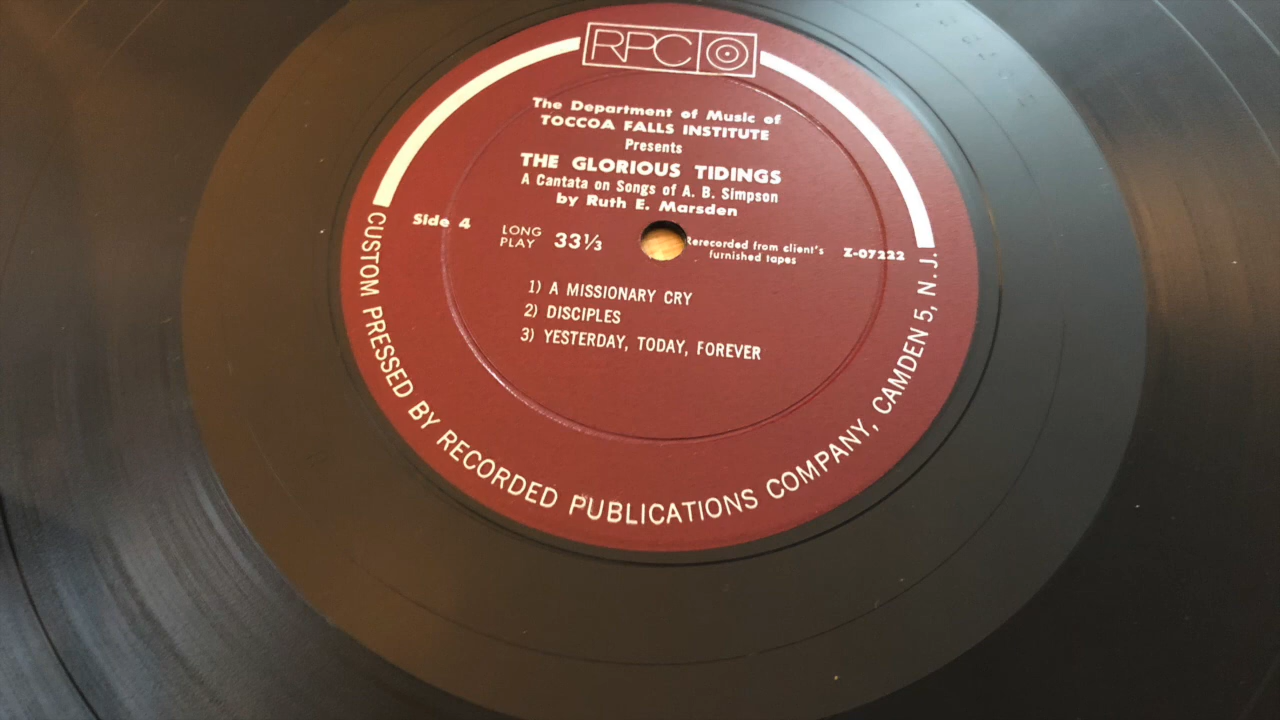 RPC
The Department of Music of
TOCCOA FALLS INSTITUTE
Presents
THE GLORIOUS TIDINGS
A Cantata on Songs of A. B. Simpson
by Ruth E. Marsden
Side 4
LONG PLAY 33⅓
Rerecorded from client's
furnished tapes
Z-07222
1) A MISSIONARY CRY
2) DISCIPLES
3) YESTERDAY, TODAY, FOREVER
CUSTOM PRESSED BY RECORDED PUBLICATIONS COMPANY, CAMDEN 5, N. J.